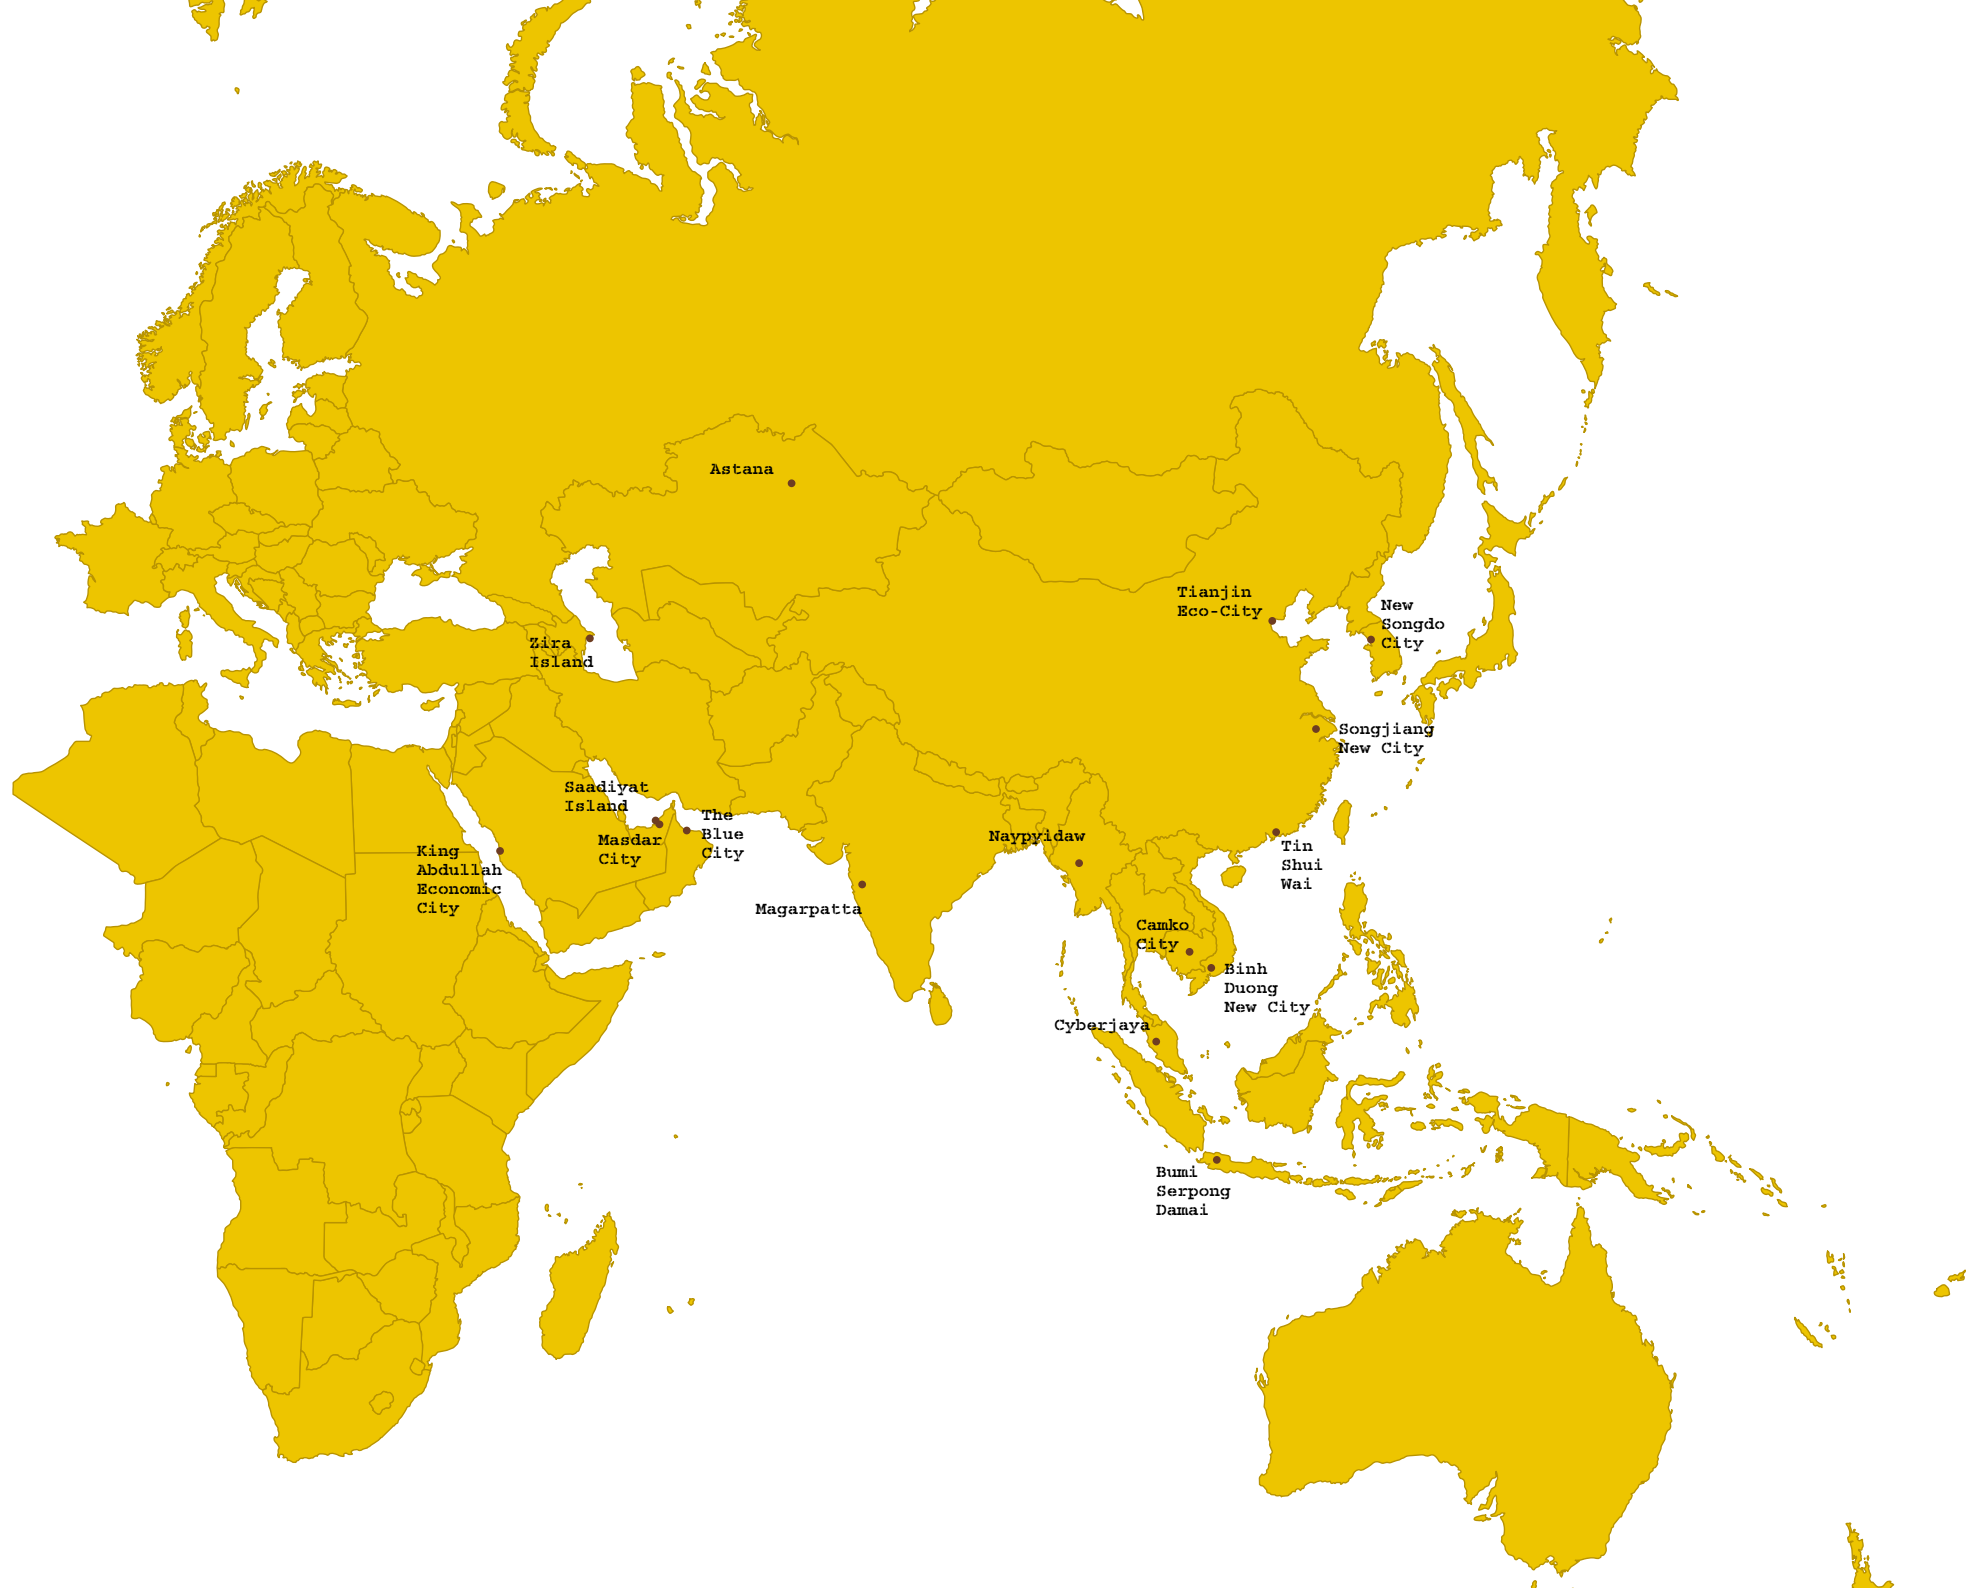 Astana
Tianjin
Eco-City
New
Songdo
City
Zira
Island
Songjiang
New City
Saadiyat
Island
The
Blue
City
Masdar
City
Naypyidaw
King
Abdullah
Economic
City
Tin
Shui
Wai
Magarpatta
Camko
City
Binh
Duong
New City
Cyberjaya
Bumi
Serpong
Damai